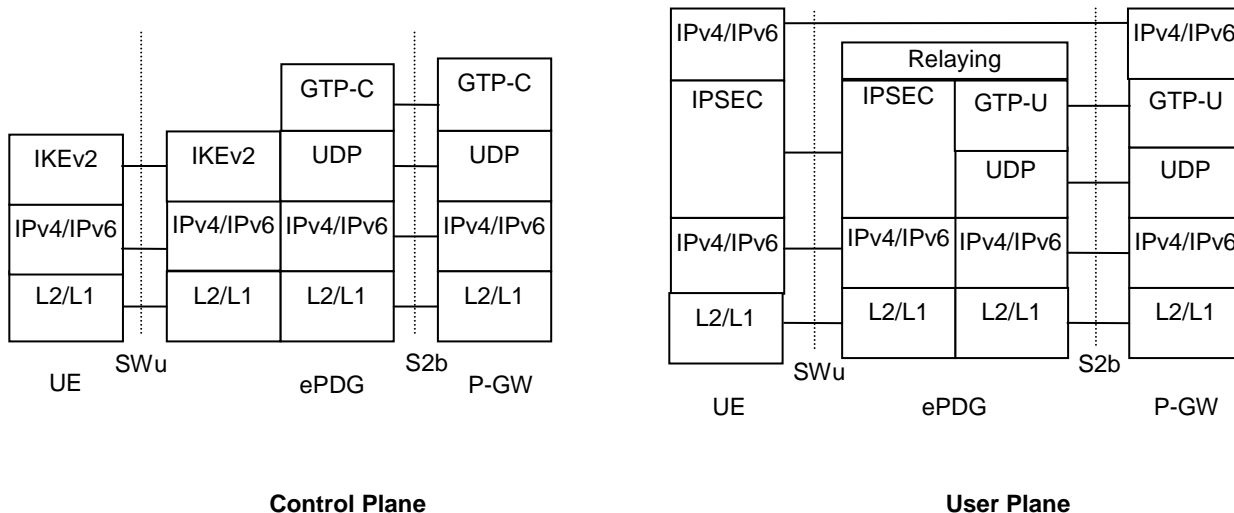 GTP-C GTP-C
IKEv2 IKEv2 UDP UDP
IPv4/IPv6 IPv4/IPv6 IPv4/IPv6 IPv4/IPv6
L2/L1 L2/L1 L2/L1 L2/L1
SWu S2b
UE ePDG P-GW
Control Plane
IPv4/IPv6 IPv4/IPv6
Relaying
IPSEC IPSEC GTP-U GTP-U
UDP UDP
IPv4/IPv6 IPv4/IPv6 IPv4/IPv6 IPv4/IPv6
L2/L1 L2/L1 L2/L1 L2/L1
SWu S2b
UE ePDG P-GW
User Plane